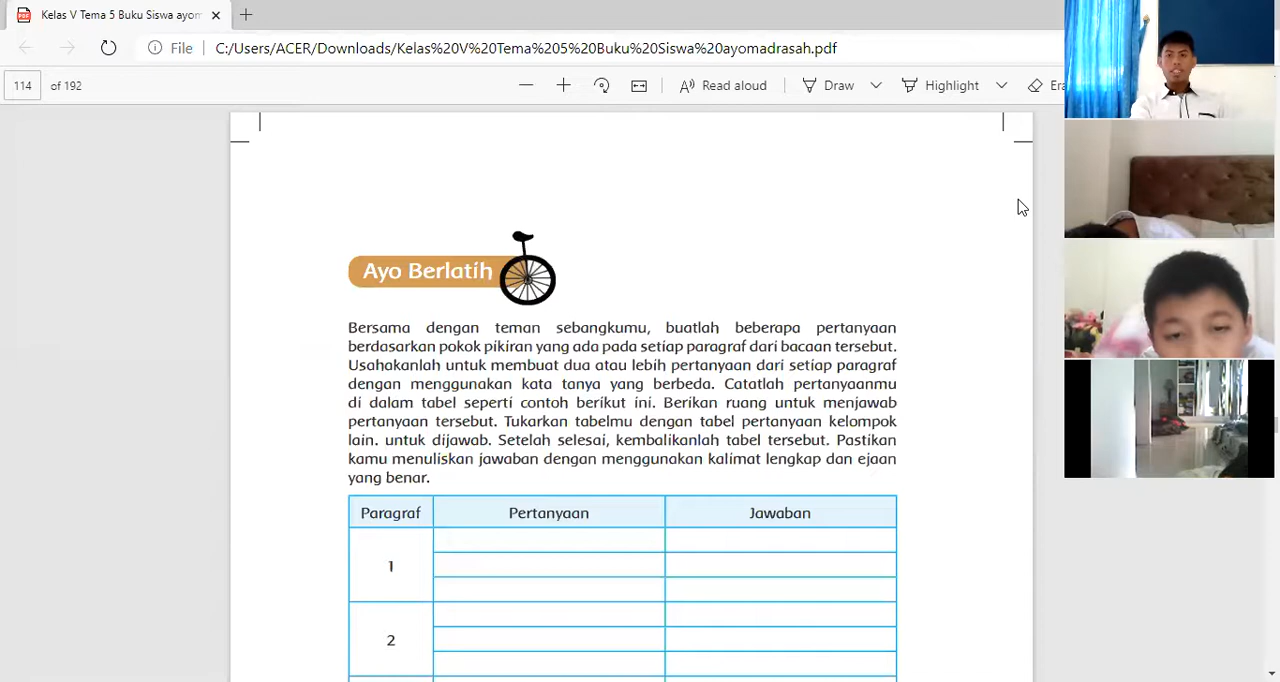 Kelas V Tema 5 Buku Siswa ayom
File
C:/Users/ACER/Downloads/Kelas%20V%20Tema%205%20Buku%20Siswa%20ayomadrasah.pdf
114 of 192
Read aloud
Draw
Highlight
Era
Ayo Berlatih
Bersama dengan teman sebangkumu, buatlah beberapa pertanyaan
berdasarkan pokok pikiran yang ada pada setiap paragraf dari bacaan tersebut.
Usahakanlah untuk membuat dua atau lebih pertanyaan dari setiap paragraf
dengan menggunakan kata tanya yang berbeda. Catatlah pertanyaanmu
di dalam tabel seperti contoh berikut ini. Berikan ruang untuk menjawab
pertanyaan tersebut. Tukarkan tabelmu dengan tabel pertanyaan kelompok
lain. untuk dijawab. Setelah selesai, kembalikanlah tabel tersebut. Pastikan
kamu menuliskan jawaban dengan menggunakan kalimat lengkap dan ejaan
yang benar.
Paragraf Pertanyaan Jawaban
1
2